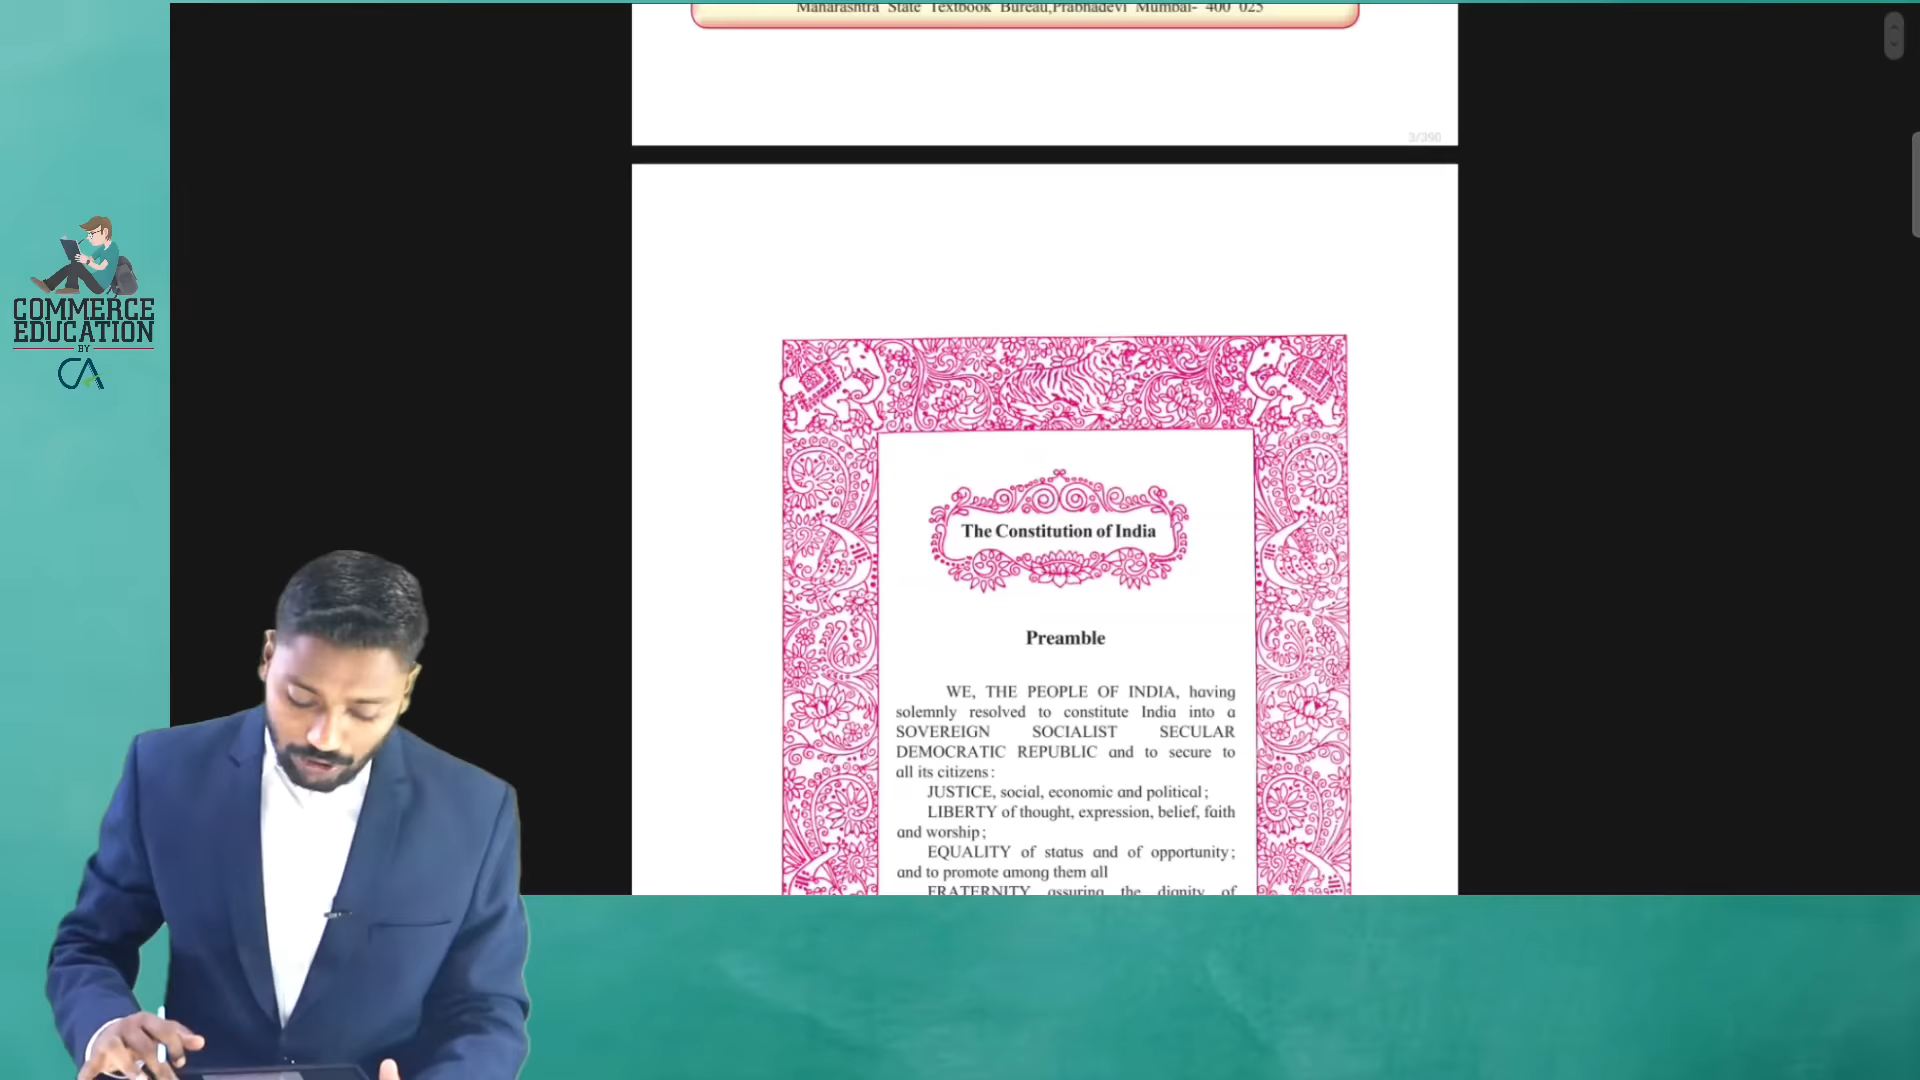 Maharashtra State Textbook Bureau,Prabhadevi Mumbai- 400 025
3/390
COMMERCE
EDUCATION
BY
CA
The Constitution of India
Preamble
WE, THE PEOPLE OF INDIA, having
solemnly resolved to constitute India into a
SOVEREIGN SOCIALIST SECULAR
DEMOCRATIC REPUBLIC and to secure to
all its citizens:
JUSTICE, social, economic and political;
LIBERTY of thought, expression, belief, faith
and worship;
EQUALITY of status and of opportunity;
and to promote among them all
FRATERNITY assuring the dignity of